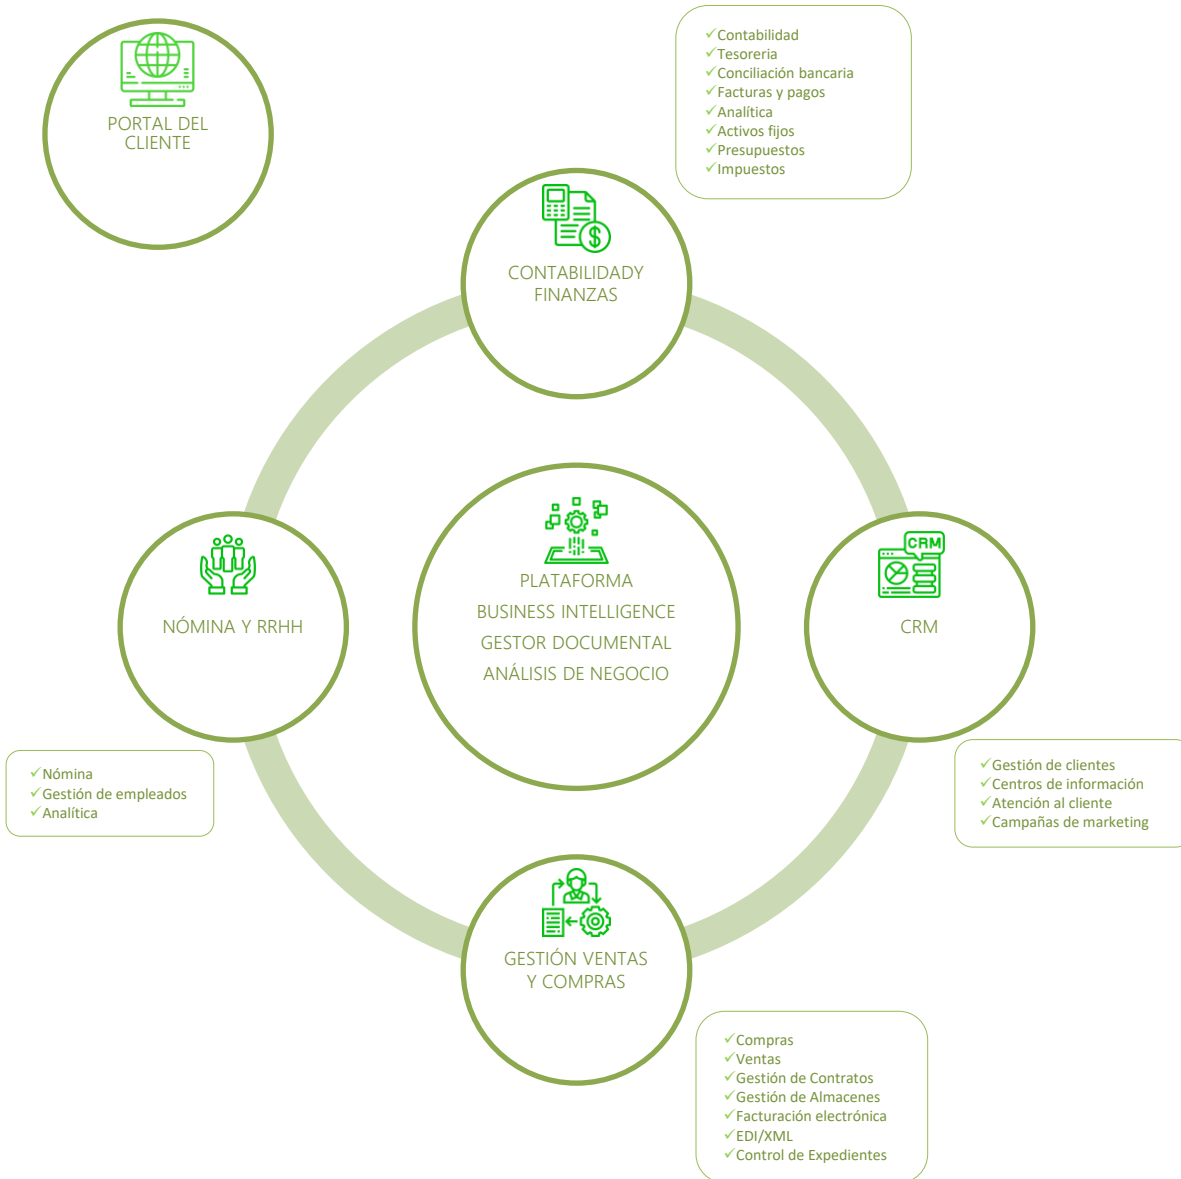 PORTAL DEL
CLIENTE
✓Contabilidad
✓Tesoreria
✓Conciliación bancaria
✓Facturas y pagos
✓Analítica
✓Activos fijos
✓Presupuestos
✓Impuestos
CONTABILIDADY
FINANZAS
$
PLATAFORMA
BUSINESS INTELLIGENCE
GESTOR DOCUMENTAL
ANÁLISIS DE NEGOCIO
NÓMINA Y RRHH
CRM
CRM
✓Nómina
✓Gestión de empleados
✓Analítica
✓Gestión de clientes
✓Centros de información
✓Atención al cliente
✓Campañas de marketing
GESTIÓN VENTAS
Y COMPRAS
✓Compras
✓Ventas
✓Gestión de Contratos
✓Gestión de Almacenes
✓Facturación electrónica
✓EDI/XML
✓Control de Expedientes